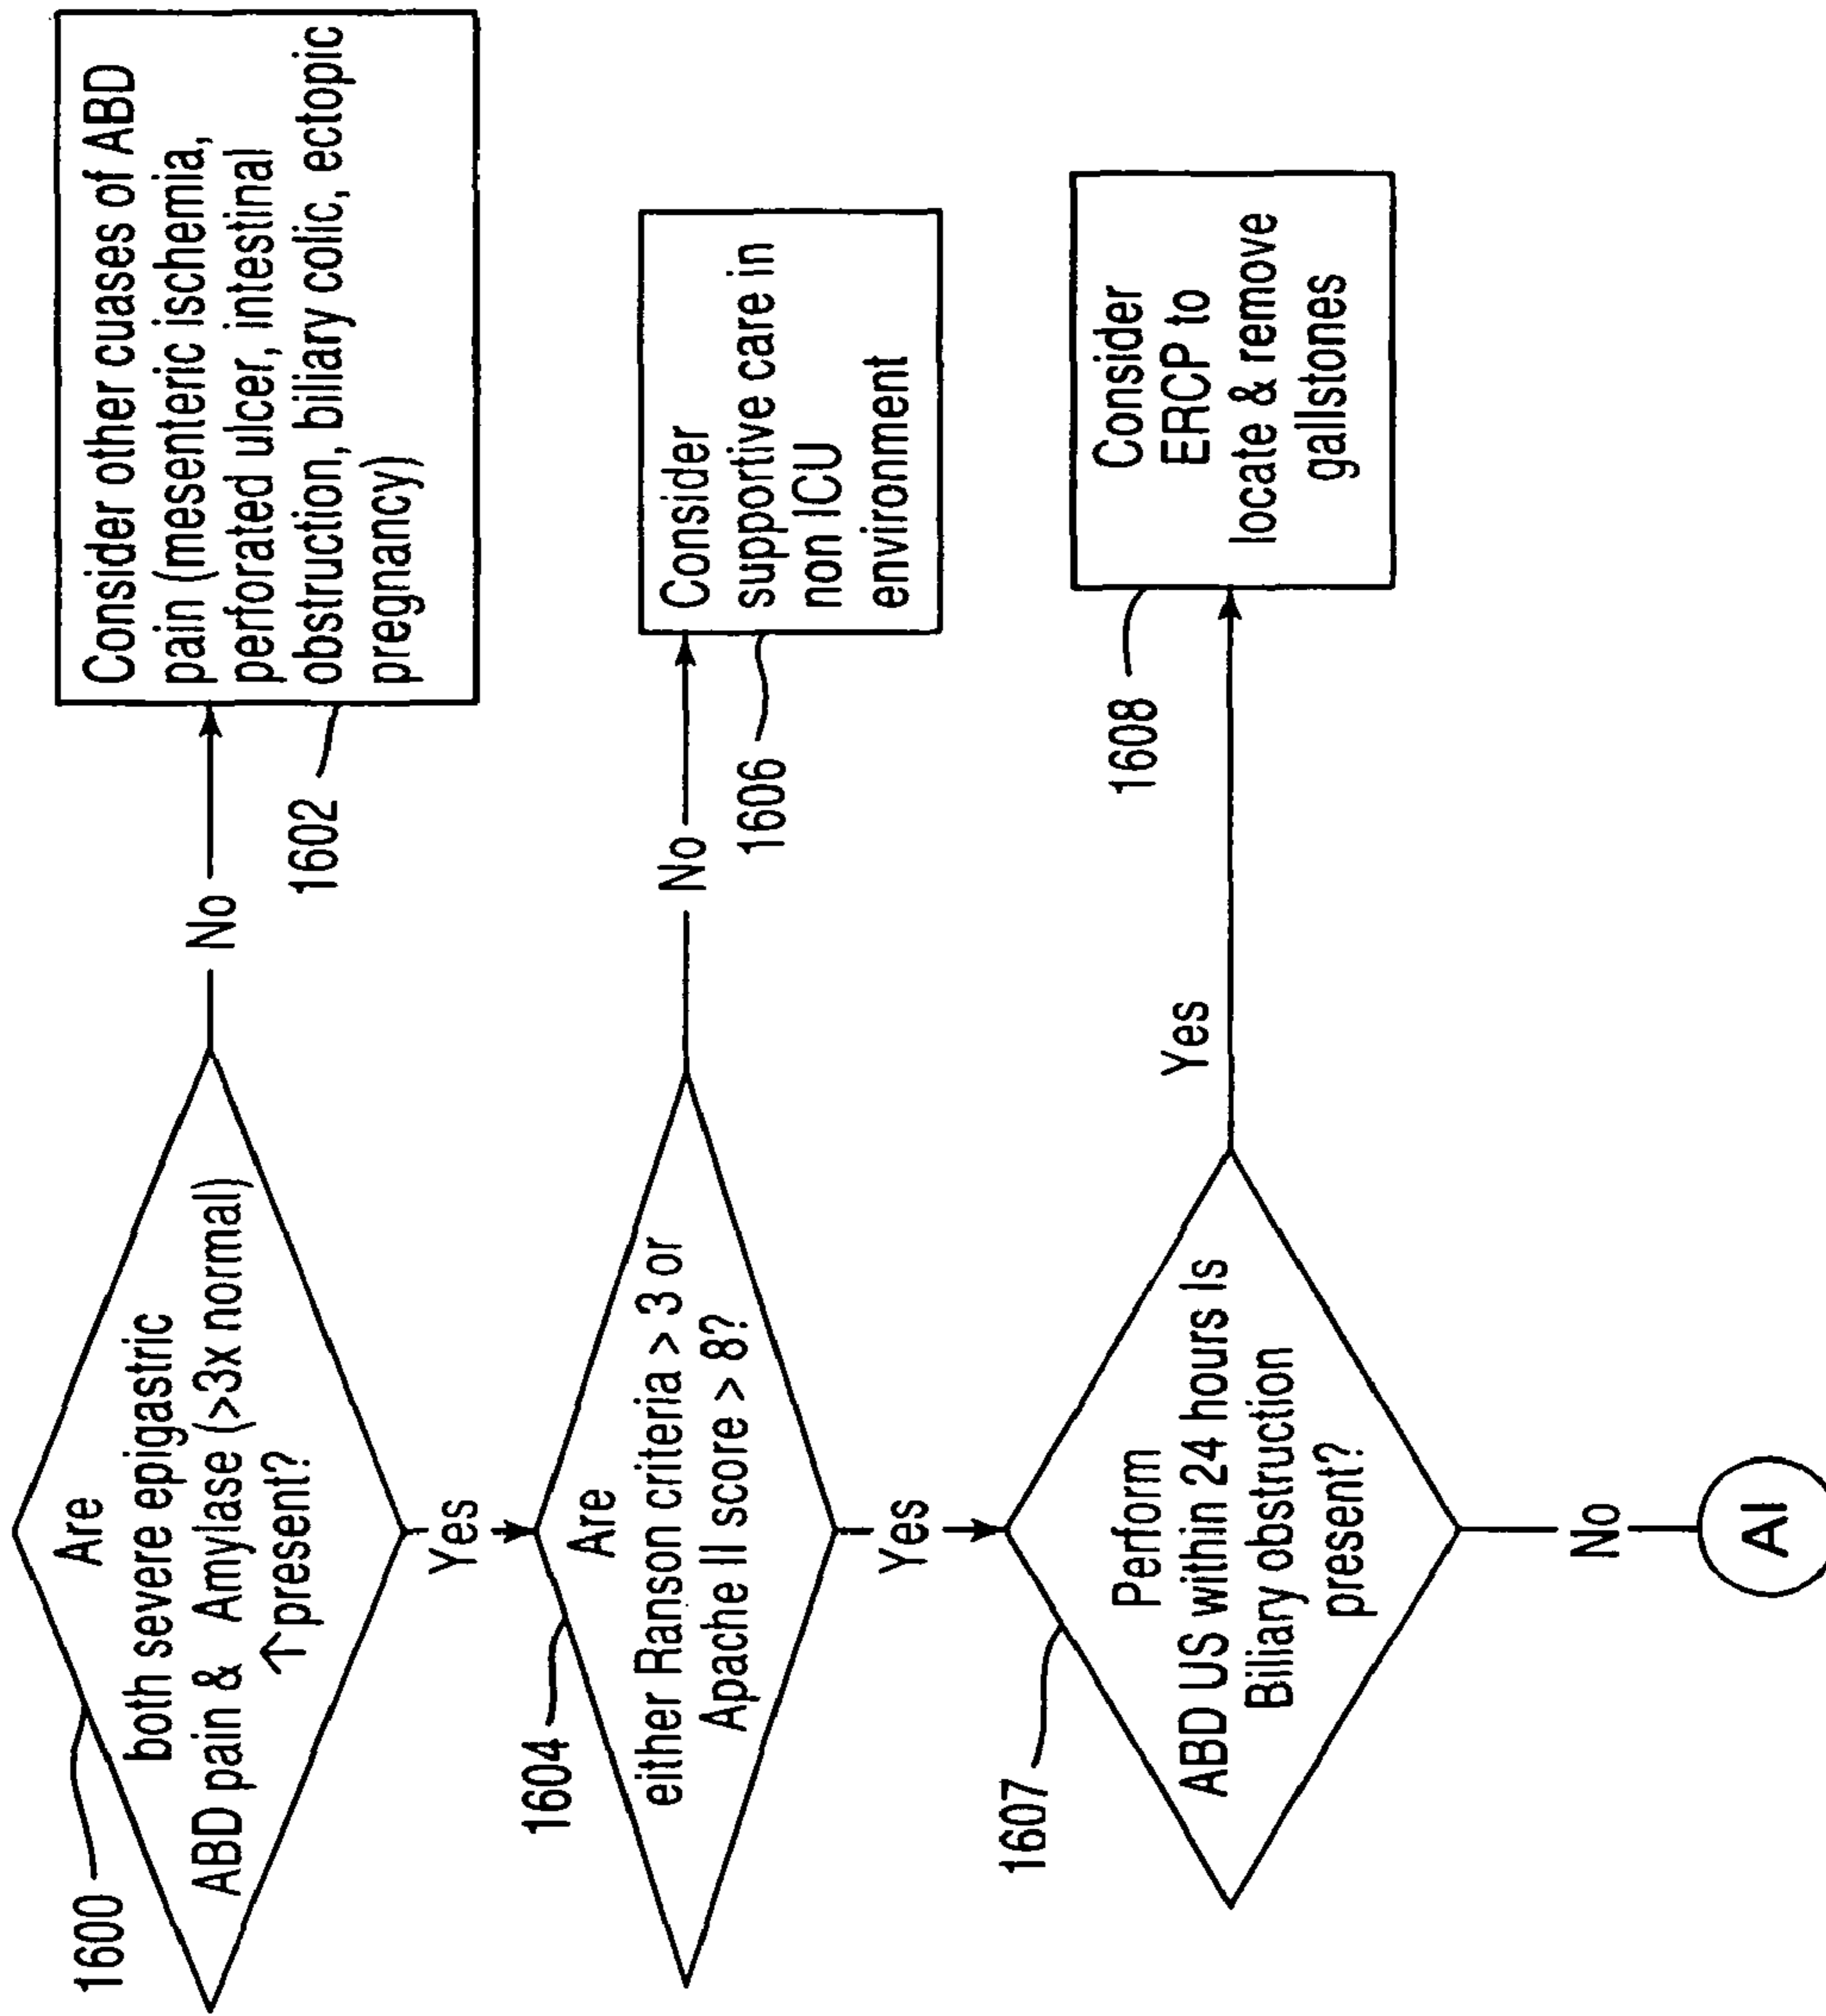 Are
both severe epigastric
ABD pain & Amylase (>3x normal)
↑ present?
1600
No
Consider other cuases of ABD
pain (mesenteric ischemia,
perforated ulcer, intestinal
obstruction, biliary colic, ectopic
pregnancy)
1602
Yes
Are
either Ranson criteria > 3 or
Apache II score > 8?
1604
No
Consider
supportive care in
non ICU
environment
1606
Yes
Perform
ABD US within 24 hours Is
Biliary obstruction
present?
1607
Yes
Consider
ERCP to
locate & remove
gallstones
1608
No
AI